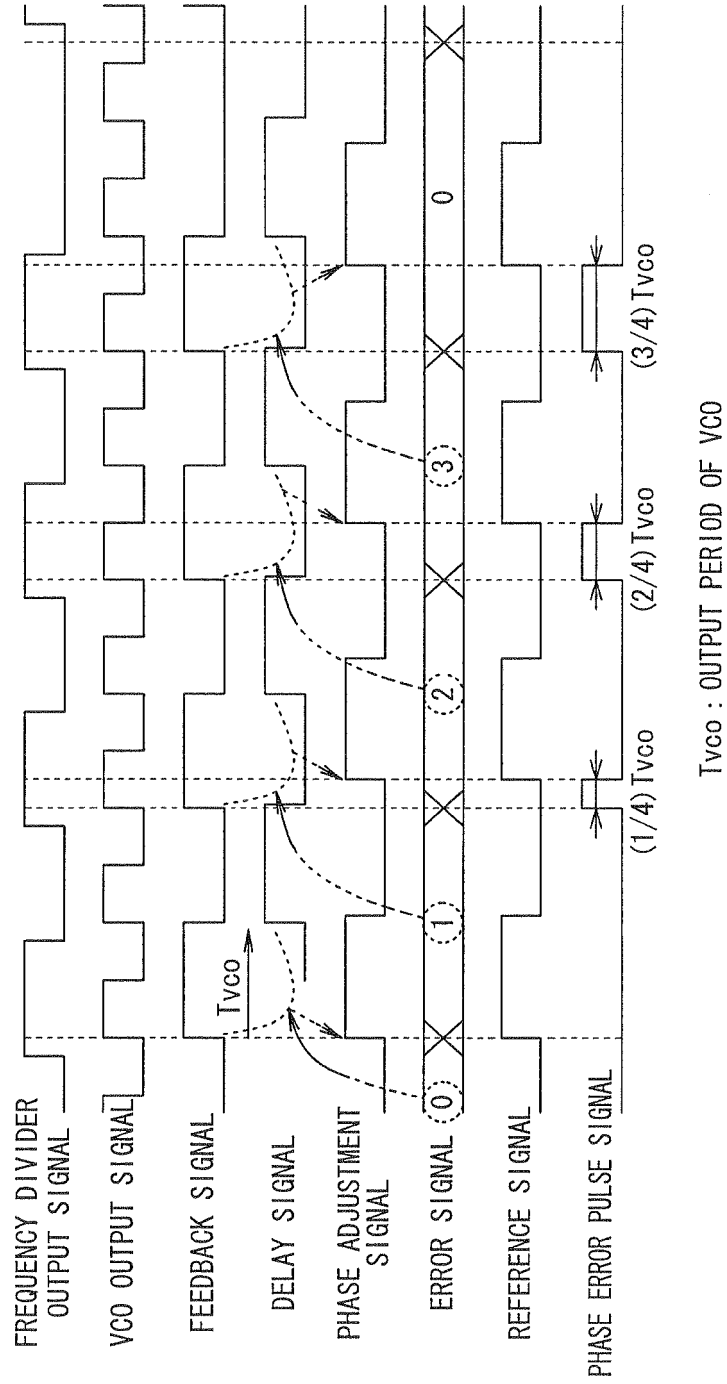 FREQUENCY DIVIDER
OUTPUT SIGNAL
VCO OUTPUT SIGNAL
FEEDBACK SIGNAL
Tvco
DELAY SIGNAL
PHASE ADJUSTMENT
SIGNAL
ERROR SIGNAL
0
1
2
3
0
REFERENCE SIGNAL
PHASE ERROR PULSE SIGNAL
(1/4)Tvco
(2/4)Tvco
(3/4)Tvco
Tvco : OUTPUT PERIOD OF VCO